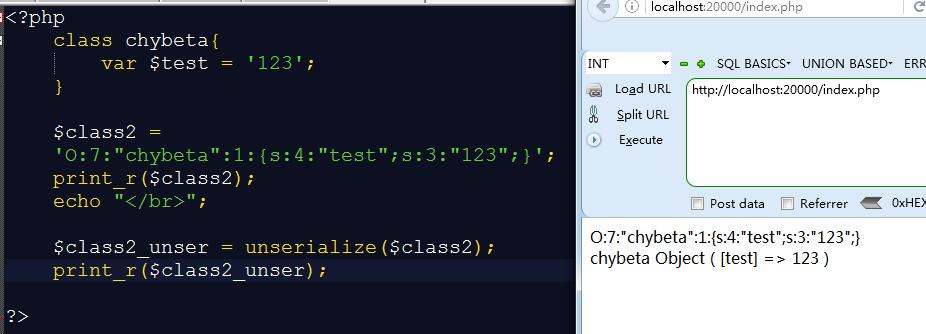 <?php
class chybeta{
var $test = '123';
}
$class2 =
'O:7:"chybeta":1:{s:4:"test";s:3:"123";}';
print_r($class2);
echo "</br>";
$class2_unser = unserialize($class2);
print_r($class2_unser);
?>
localhost:20000/index.php
INT SQL BASICS UNION BASED ERR
Load URL
Split URL
Execute
http://localhost:20000/index.php
Post data Referrer 0xHEX
O:7:"chybeta":1:{s:4:"test";s:3:"123";}
chybeta Object ( [test] => 123 )